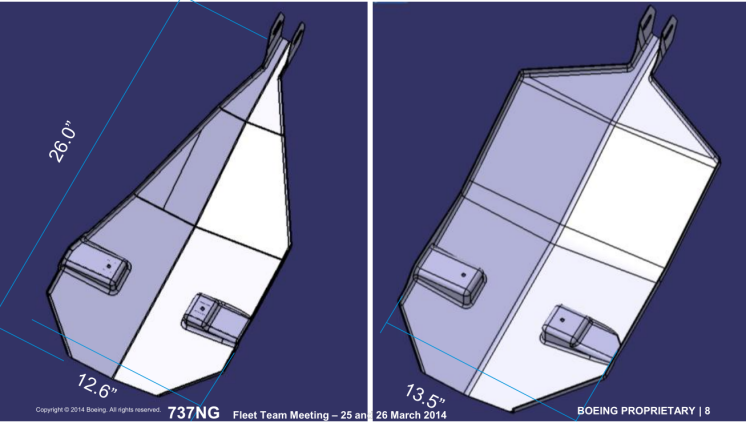 26.0”
12.6”
13.5”
Copyright © 2014 Boeing. All rights reserved. 737NG Fleet Team Meeting – 25 and 26 March 2014 BOEING PROPRIETARY | 8